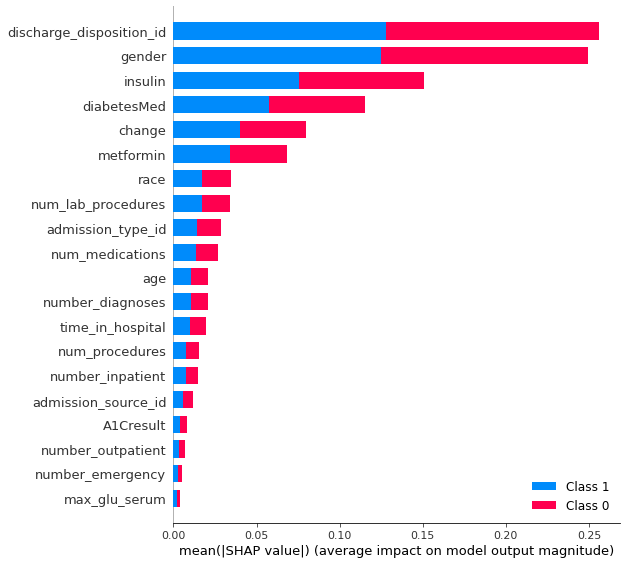 discharge_disposition_id
gender
insulin
diabetesMed
change
metformin
race
num_lab_procedures
admission_type_id
num_medications
age
number_diagnoses
time_in_hospital
num_procedures
number_inpatient
admission_source_id
A1Cresult
number_outpatient
number_emergency
max_glu_serum
Class 1
Class 0
0.00 0.05 0.10 0.15 0.20 0.25
mean(|SHAP value|) (average impact on model output magnitude)